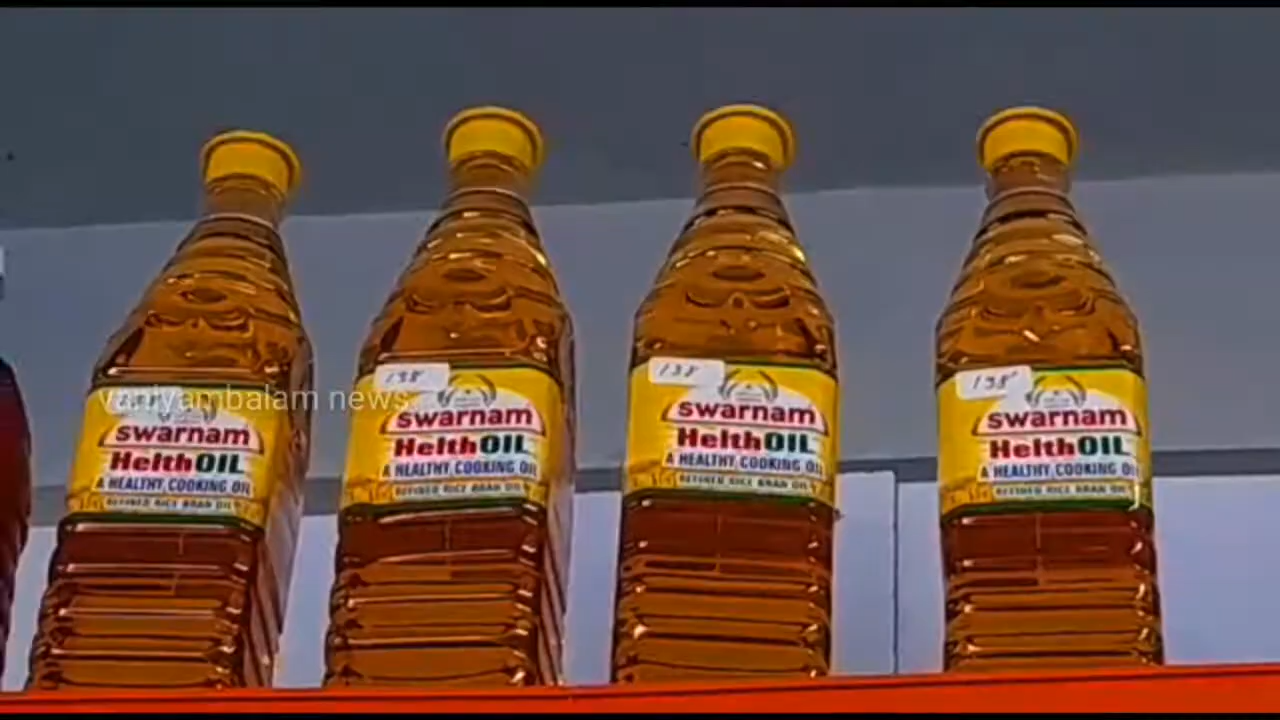 vaniyambalam news
swarnam
HelthOIL
A HEALTHY COOKING OIL
REFINED RICE BRAN OIL
138
swarnam
HelthOIL
A HEALTHY COOKING OIL
REFINED RICE BRAN OIL
138
swarnam
HelthOIL
A HEALTHY COOKING OIL
REFINED RICE BRAN OIL
138
swarnam
HelthOIL
A HEALTHY COOKING OIL
REFINED RICE BRAN OIL